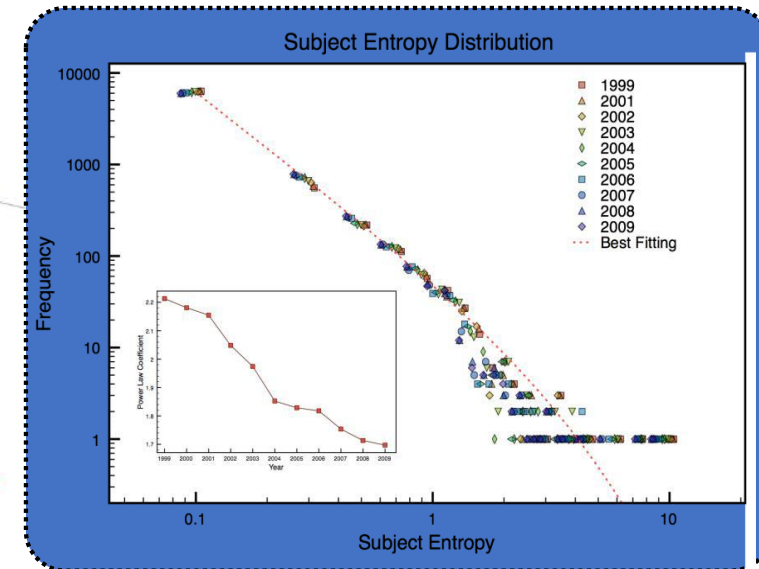 Subject Entropy Distribution
10000
1000
100
10
1
Frequency
1999
2001
2002
2003
2004
2005
2006
2007
2008
2009
Best Fitting
2.2
2.1
2
1.9
1.8
1.7
Power Law Coefficient
1999 2000 2001 2002 2003 2004 2005 2006 2007 2008 2009
Year
0.1 1 10
Subject Entropy